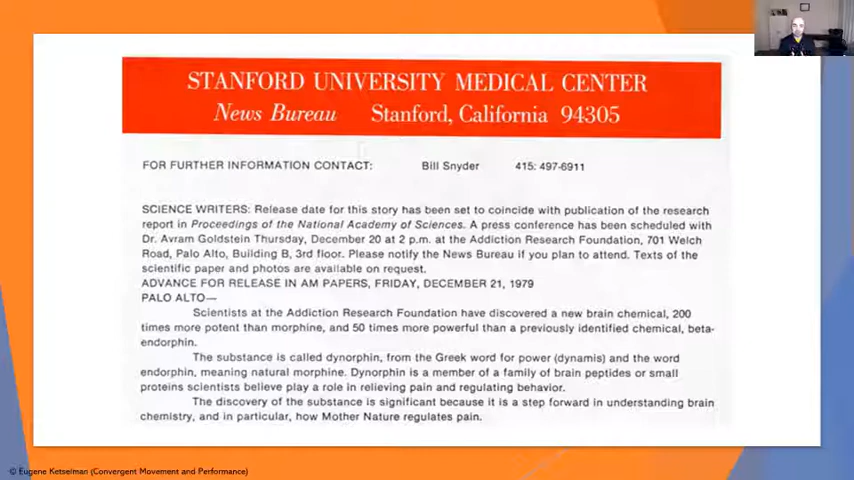 STANFORD UNIVERSITY MEDICAL CENTER
News Bureau Stanford, California 94305
FOR FURTHER INFORMATION CONTACT: Bill Snyder 415: 497-6911
SCIENCE WRITERS: Release date for this story has been set to coincide with publication of the research
report in Proceedings of the National Academy of Sciences. A press conference has been scheduled with
Dr. Avram Goldstein Thursday, December 20 at 2 p.m. at the Addiction Research Foundation, 701 Welch
Road, Palo Alto, Building B, 3rd floor. Please notify the News Bureau if you plan to attend. Texts of the
scientific paper and photos are available on request.
ADVANCE FOR RELEASE IN AM PAPERS, FRIDAY, DECEMBER 21, 1979
PALO ALTO—
Scientists at the Addiction Research Foundation have discovered a new brain chemical, 200
times more potent than morphine, and 50 times more powerful than a previously identified chemical, beta-
endorphin.
The substance is called dynorphin, from the Greek word for power (dynamis) and the word
endorphin, meaning natural morphine. Dynorphin is a member of a family of brain peptides or small
proteins scientists believe play a role in relieving pain and regulating behavior.
The discovery of the substance is significant because it is a step forward in understanding brain
chemistry, and in particular, how Mother Nature regulates pain.
© Eugene Ketselman (Convergent Movement and Performance)